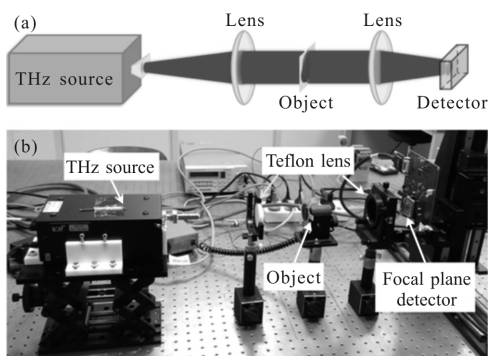 (a)
Lens
Lens
THz source
Object
Detector
(b)
THz source
Teflon lens
Object
Focal plane
detector